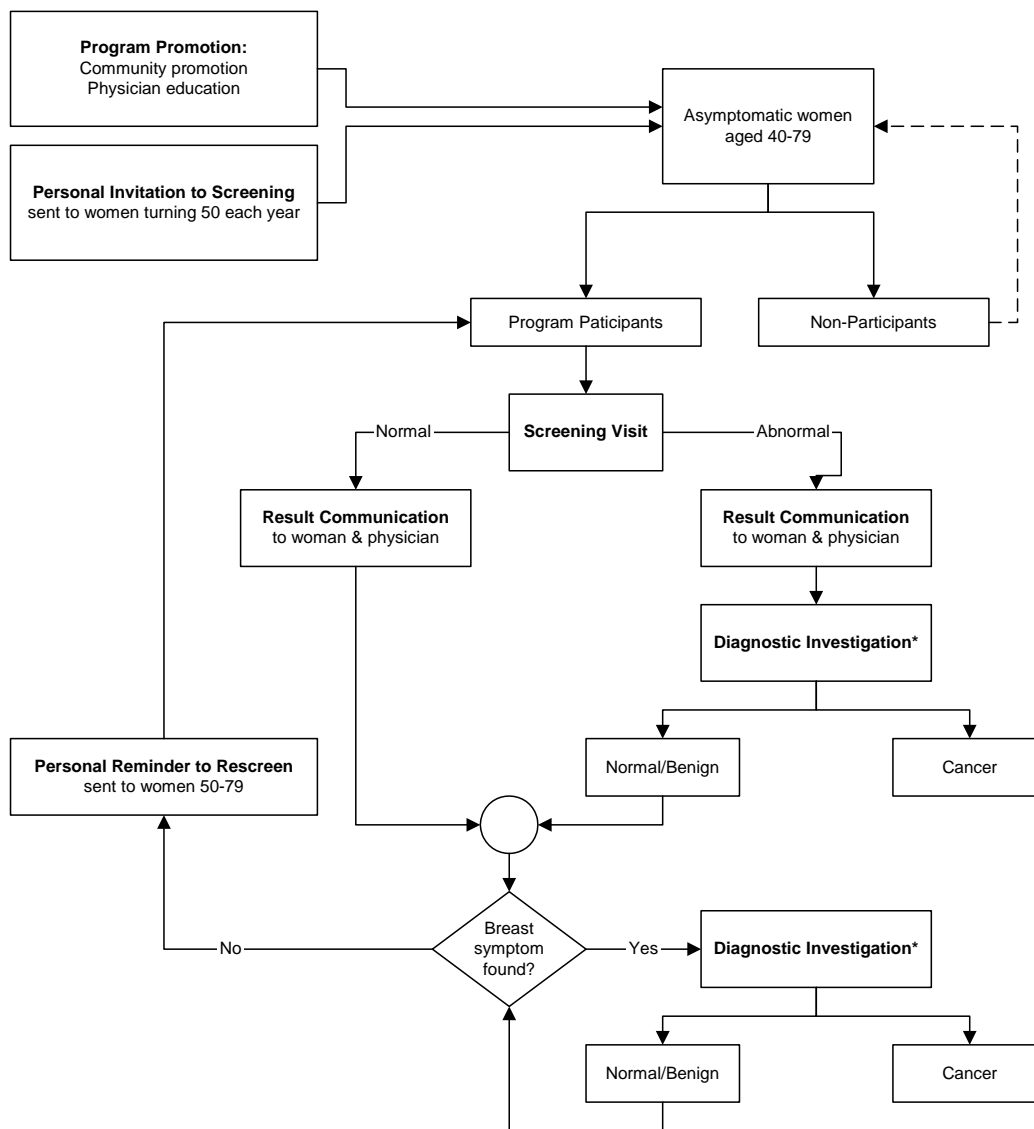 Program Promotion:
Community promotion
Physician education
Asymptomatic women
aged 40-79
Personal Invitation to Screening
sent to women turning 50 each year
Program Paticipants
Non-Participants
Normal
Screening Visit
Abnormal
Result Communication
to woman & physician
Result Communication
to woman & physician
Diagnostic Investigation*
Personal Reminder to Rescreen
sent to women 50-79
Normal/Benign
Cancer
Breast
symptom
found?
No
Yes
Diagnostic Investigation*
Normal/Benign
Cancer